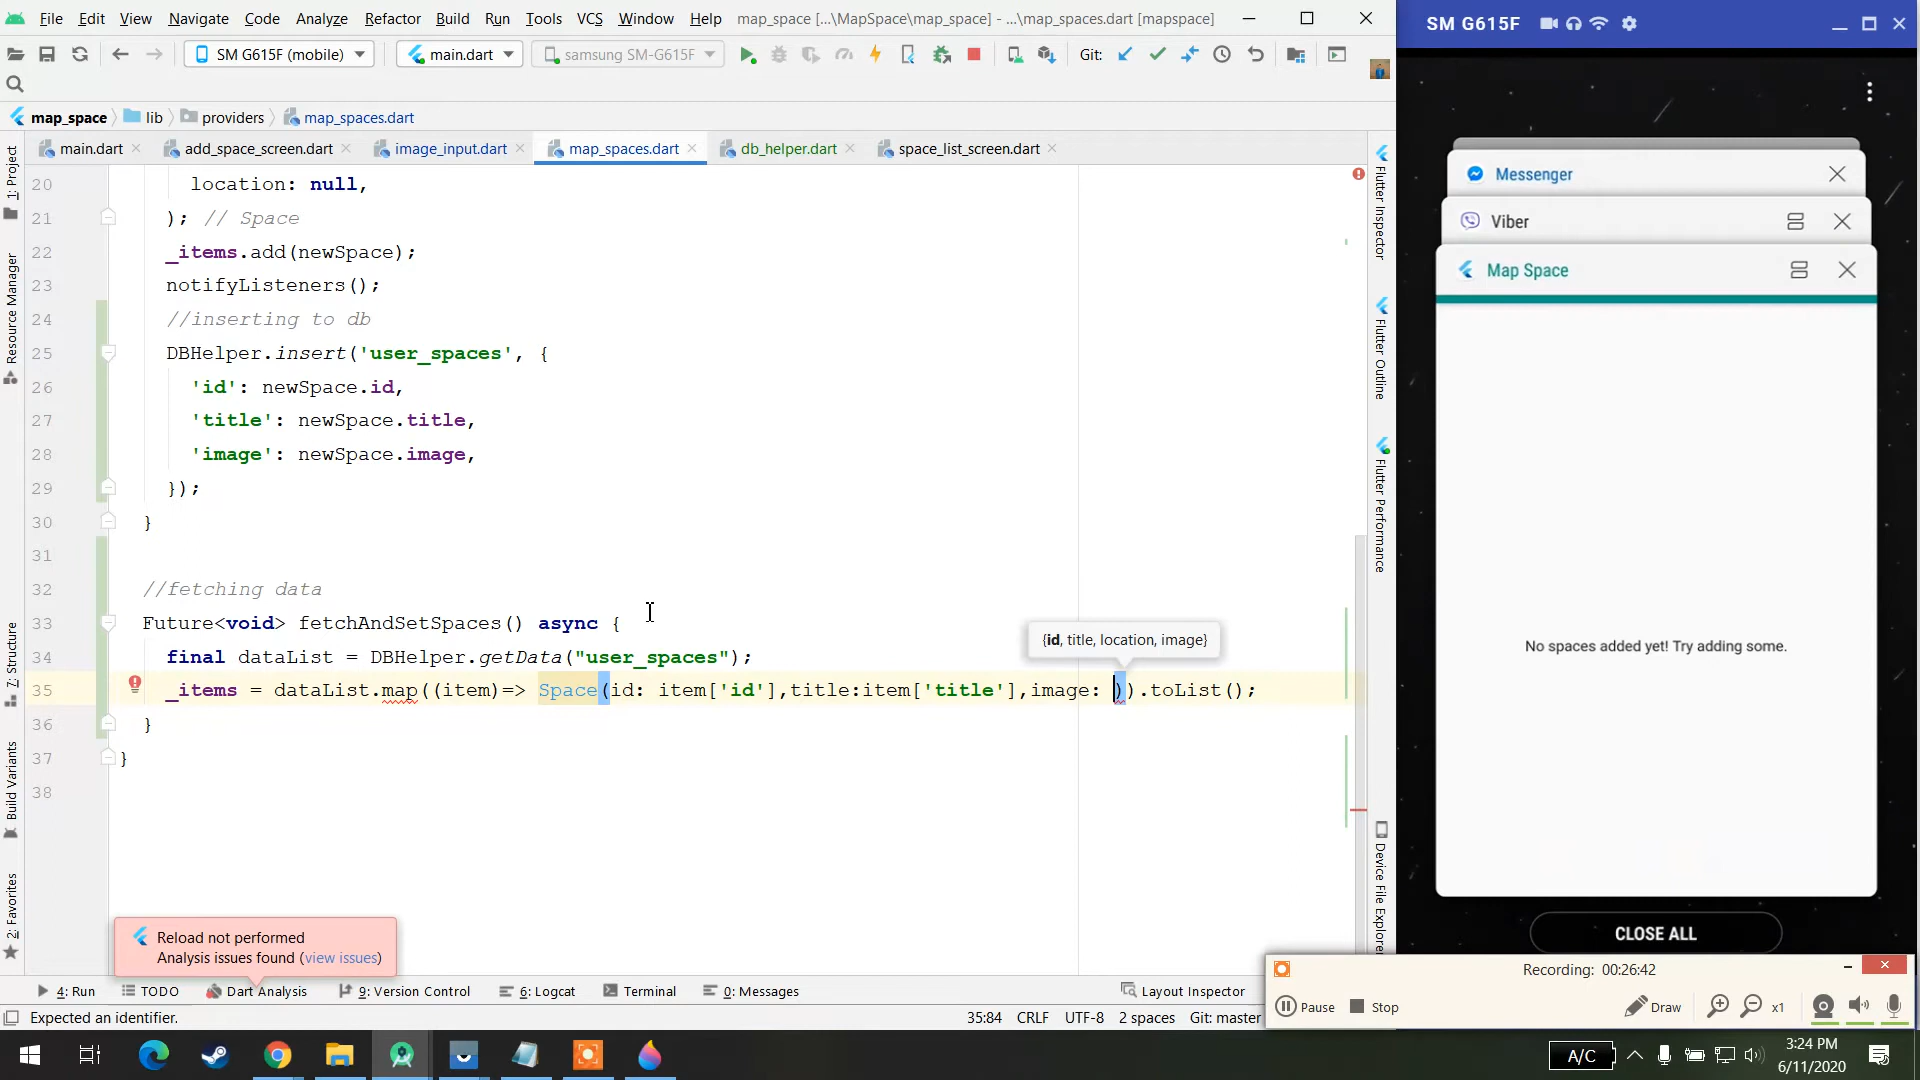 File Edit View Navigate Code Analyze Refactor Build Run Tools VCS Window Help map_space [...\MapSpace\map_space] - ...\map_spaces.dart [mapspace]
SM G615F (mobile) main.dart samsung SM-G615F Git:
map_space lib providers map_spaces.dart
main.dart add_space_screen.dart image_input.dart map_spaces.dart db_helper.dart space_list_screen.dart
1: Project
Resource Manager
7: Structure
Build Variants
2: Favorites
20 location: null,
21 ); // Space
22 _items.add(newSpace);
23 notifyListeners();
24 //inserting to db
25 DBHelper.insert('user_spaces', {
26 'id': newSpace.id,
27 'title': newSpace.title,
28 'image': newSpace.image,
29 });
30 }
31
32 //fetching data
33 Future<void> fetchAndSetSpaces() async {
{id, title, location, image}
34 final dataList = DBHelper.getData("user_spaces");
35 _items = dataList.map((item)=> Space(id: item['id'],title:item['title'],image: )).toList();
36 }
37 }
38
Reload not performed
Analysis issues found (view issues)
Flutter Inspector
Flutter Outline
Flutter Performance
Device File Explorer
4: Run TODO Dart Analysis 9: Version Control 6: Logcat Terminal 0: Messages Layout Inspector
Expected an identifier. 35:84 CRLF UTF-8 2 spaces Git: master
SM G615F
Messenger
Viber
Map Space
No spaces added yet! Try adding some.
CLOSE ALL
Recording: 00:26:42
Pause Stop Draw x1
A/C
3:24 PM
6/11/2020